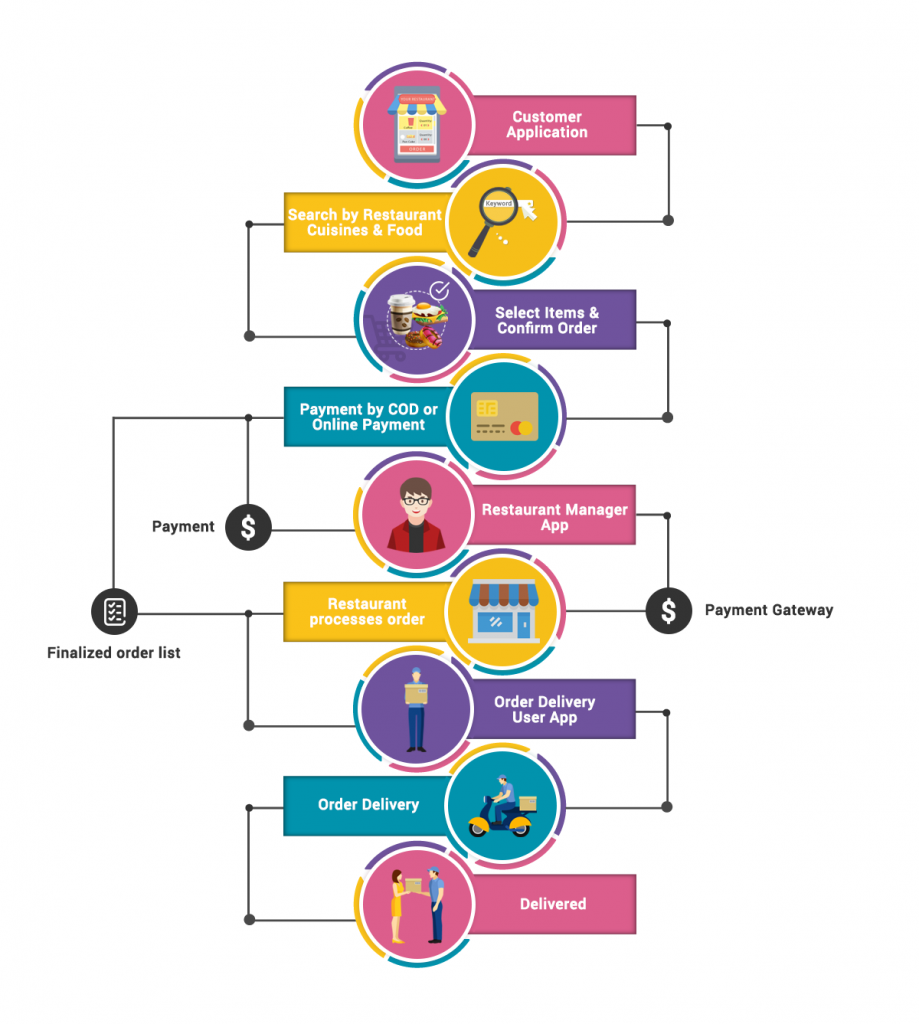 Customer
Application
Keyword
Search by Restaurant
Cuisines & Food
Select Items &
Confirm Order
Payment by COD or
Online Payment
Restaurant Manager
App
Payment
$
Restaurant
processes order
$
Payment Gateway
Finalized order list
Order Delivery
User App
Order Delivery
Delivered